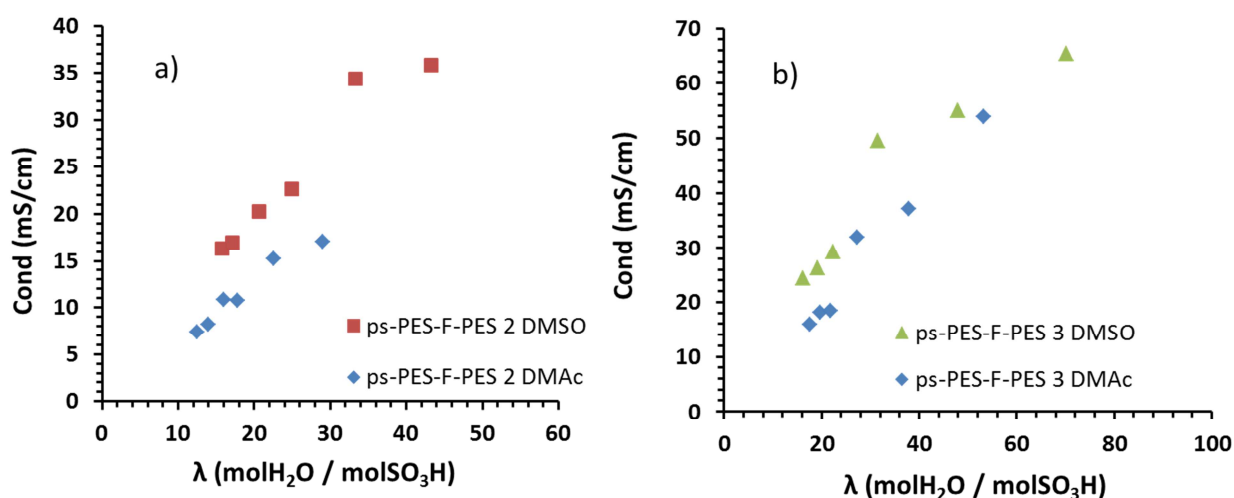 a)
Cond (mS/cm)
40
35
30
25
20
15
10
5
0
0 10 20 30 40 50 60
λ (molH₂O / molSO₃H)
ps-PES-F-PES 2 DMSO
ps-PES-F-PES 2 DMAc
b)
Cond (mS/cm)
70
60
50
40
30
20
10
0
0 20 40 60 80 100
λ (molH₂O / molSO₃H)
ps-PES-F-PES 3 DMSO
ps-PES-F-PES 3 DMAc